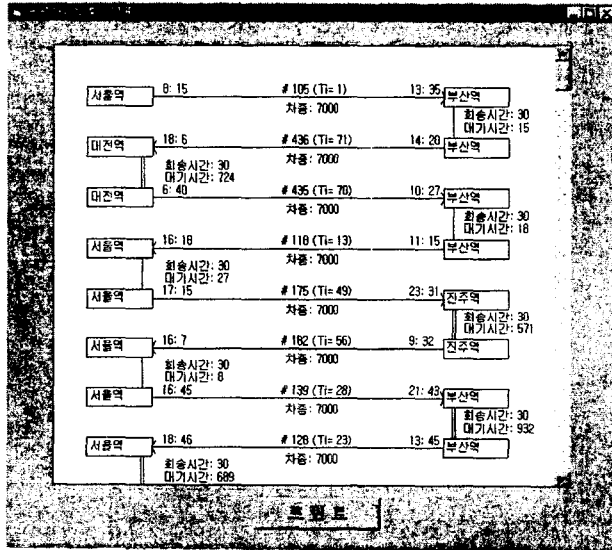 서울역 8: 15 # 105 (Ti= 1) 13: 35 부산역
차종: 7000
회송시간: 30
대기시간: 15
대전역 18: 6 # 436 (Ti= 71) 14: 20 부산역
차종: 7000
회송시간: 30
대기시간: 724
대전역 6: 40 # 435 (Ti= 70) 10: 27 부산역
차종: 7000
회송시간: 30
대기시간: 18
서울역 16: 18 # 118 (Ti= 13) 11: 15 부산역
차종: 7000
회송시간: 30
대기시간: 27
서울역 17: 15 # 175 (Ti= 49) 23: 31 진주역
차종: 7000
회송시간: 30
대기시간: 571
서울역 16: 7 # 182 (Ti= 56) 9: 32 진주역
차종: 7000
회송시간: 30
대기시간: 8
서울역 16: 45 # 139 (Ti= 28) 21: 43 부산역
차종: 7000
회송시간: 30
대기시간: 932
서울역 18: 46 # 128 (Ti= 23) 13: 45 부산역
차종: 7000
회송시간: 30
대기시간: 689
프린트